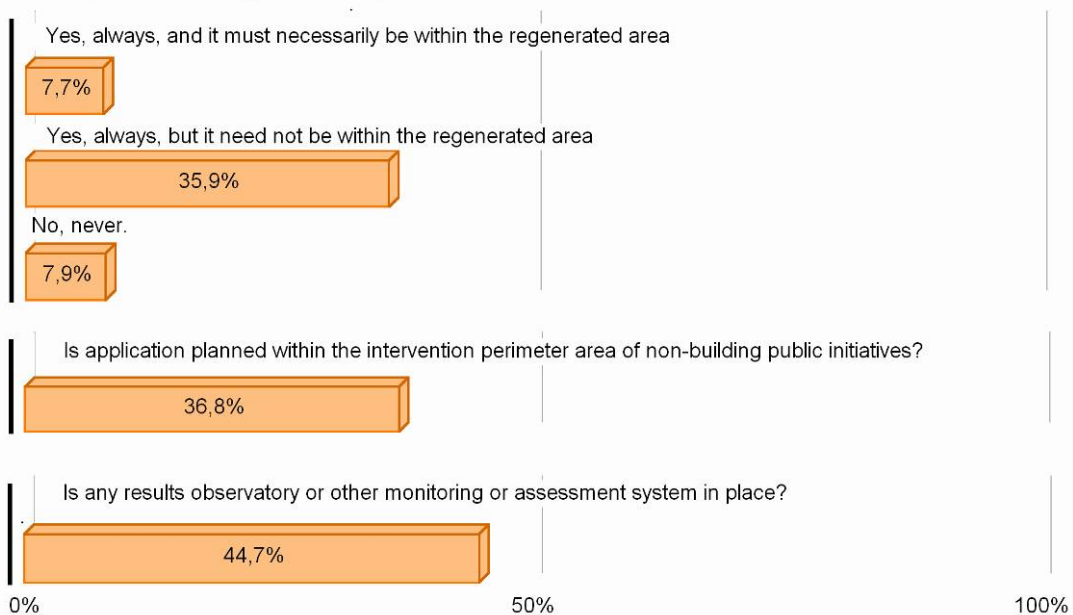 Yes, always, and it must necessarily be within the regenerated area
7,7%
Yes, always, but it need not be within the regenerated area
35,9%
No, never.
7,9%
Is application planned within the intervention perimeter area of non-building public initiatives?
36,8%
Is any results observatory or other monitoring or assessment system in place?
44,7%
0% 50% 100%